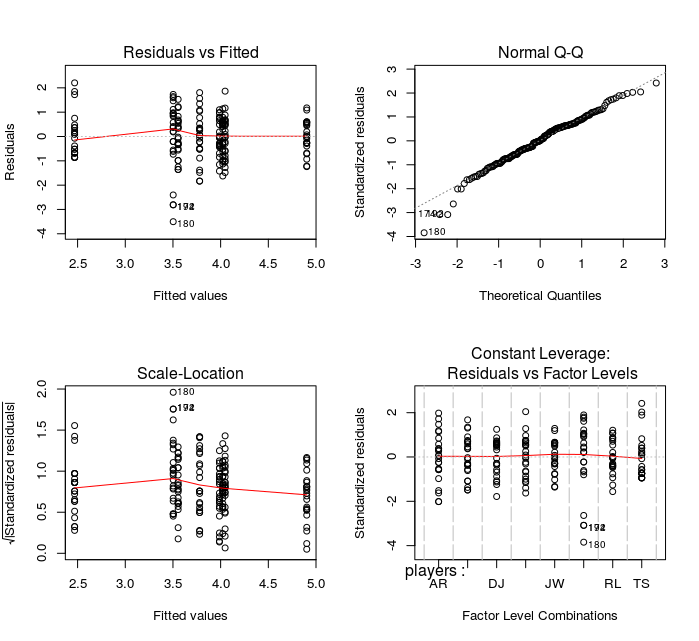 Residuals vs Fitted
Residuals
2
1
0
-1
-2
-3
-4
180
2.5 3.0 3.5 4.0 4.5 5.0
Fitted values
Normal Q-Q
Standardized residuals
3
2
1
0
-1
-2
-3
-4
180
-3 -2 -1 0 1 2 3
Theoretical Quantiles
Scale-Location
√|Standardized residuals|
2.0
1.5
1.0
0.5
0.0
180
2.5 3.0 3.5 4.0 4.5 5.0
Fitted values
Constant Leverage:
Residuals vs Factor Levels
Standardized residuals
2
0
-2
-4
180
players :
AR DJ JW RL TS
Factor Level Combinations